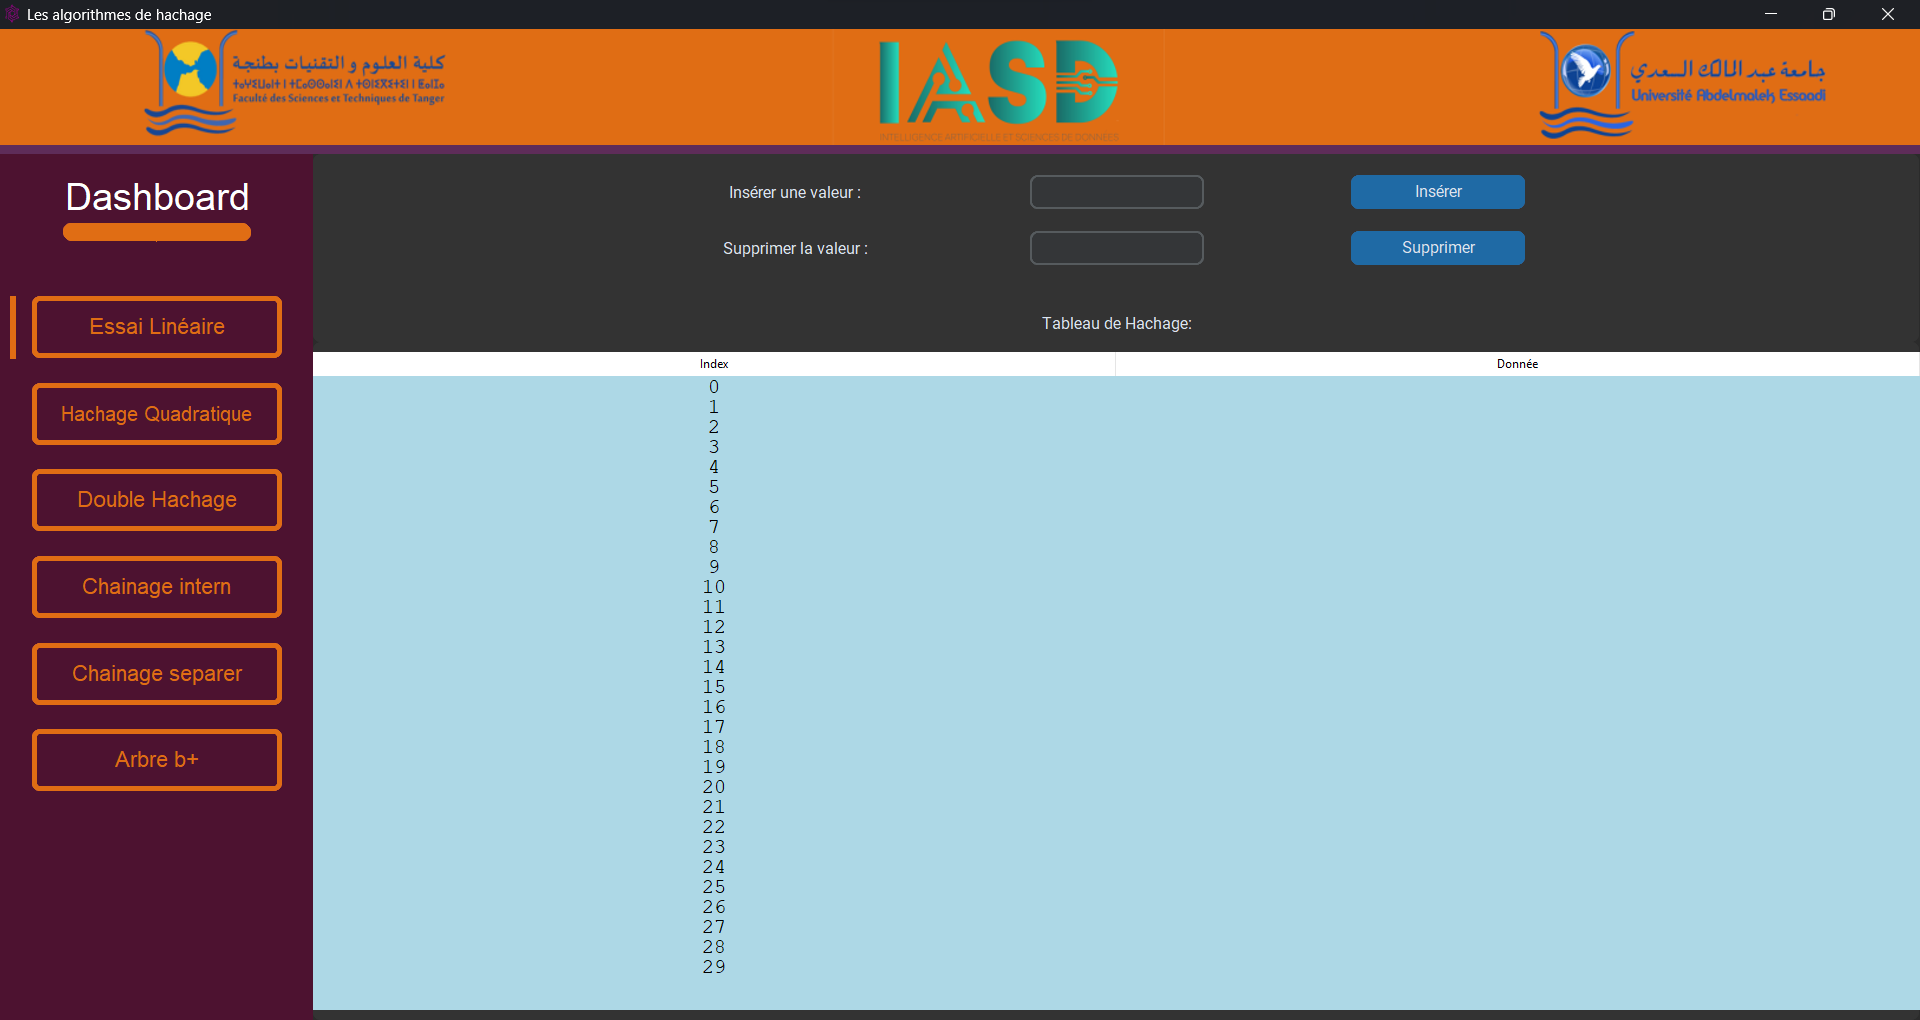 Les algorithmes de hachage
كلية العلوم و التقنيات بطنجة
Faculté des Sciences et Techniques de Tanger
IASD
INTELLIGENCE ARTIFICIELLE ET SCIENCES DE DONNEES
جامعة عبد المالك السعدي
Université Abdelmalek Essaadi
Dashboard
Essai Linéaire
Hachage Quadratique
Double Hachage
Chainage intern
Chainage separer
Arbre b+
Insérer une valeur :
Insérer
Supprimer la valeur :
Supprimer
Tableau de Hachage:
Index Donnée
0
1
2
3
4
5
6
7
8
9
10
11
12
13
14
15
16
17
18
19
20
21
22
23
24
25
26
27
28
29